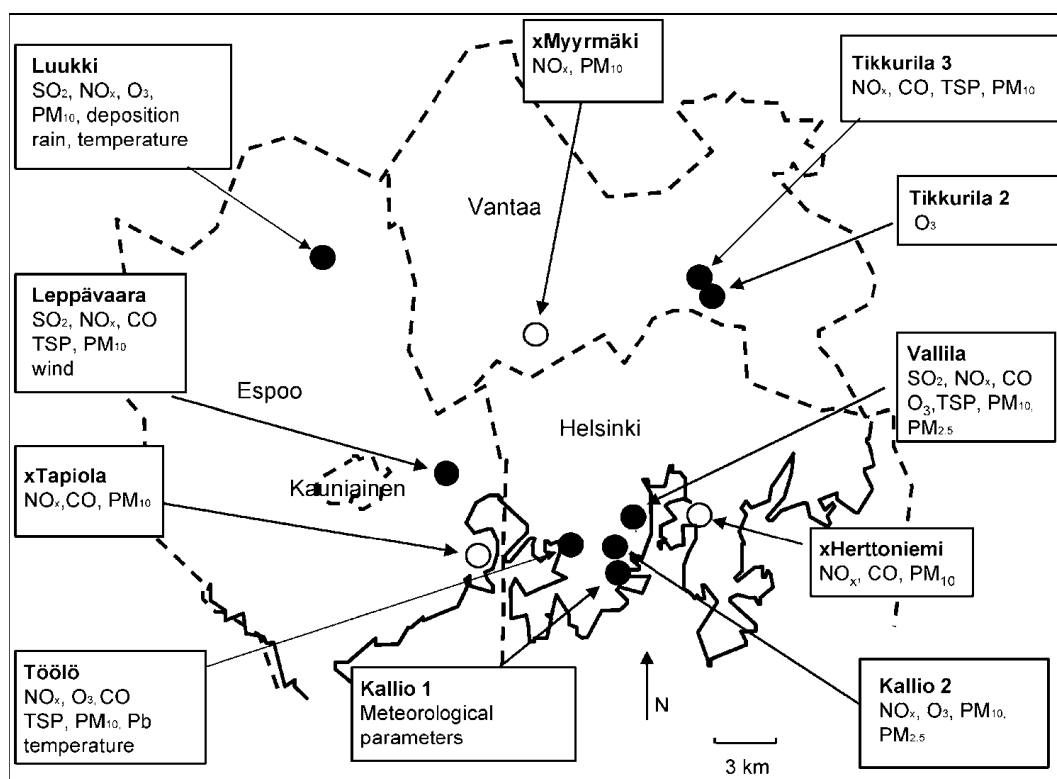 Luukki
SO₂, NOₓ, O₃,
PM₁₀, deposition
rain, temperature
xMyyrmäki
NOₓ, PM₁₀
Tikkurila 3
NOₓ, CO, TSP, PM₁₀
Tikkurila 2
O₃
Vantaa
Leppävaara
SO₂, NOₓ, CO
TSP, PM₁₀
wind
Espoo
Helsinki
Vallila
SO₂, NOₓ, CO
O₃,TSP, PM₁₀,
PM₂.₅
Kauniainen
xTapiola
NOₓ,CO, PM₁₀
xHerttoniemi
NOₓ, CO, PM₁₀
Töölö
NOₓ, O₃, CO
TSP, PM₁₀, Pb
temperature
Kallio 1
Meteorological
parameters
N
3 km
Kallio 2
NOₓ, O₃, PM₁₀,
PM₂.₅